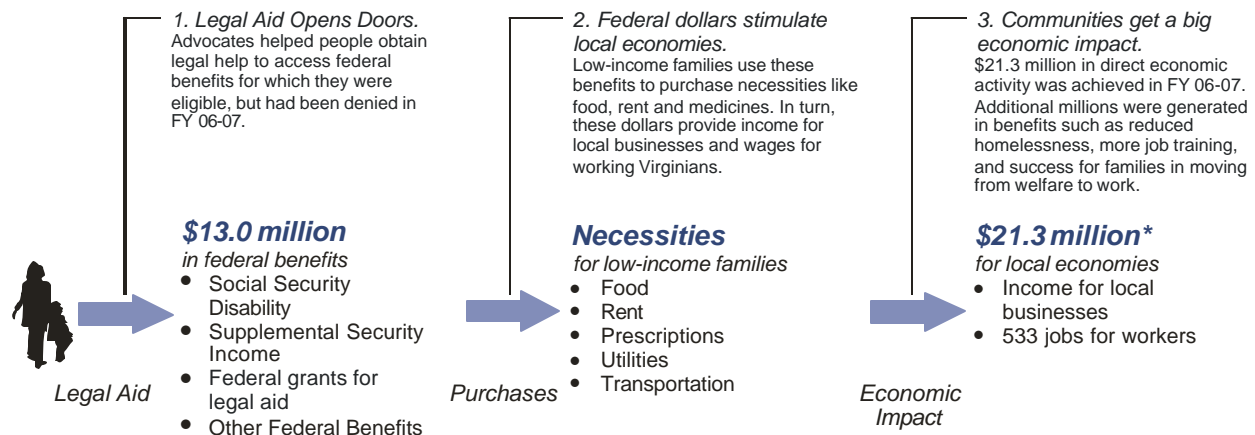 1. Legal Aid Opens Doors.
Advocates helped people obtain
legal help to access federal
benefits for which they were
eligible, but had been denied in
FY 06-07.
$13.0 million
in federal benefits
• Social Security
Disability
• Supplemental Security
Income
• Federal grants for
legal aid
• Other Federal Benefits
Legal Aid
2. Federal dollars stimulate
local economies.
Low-income families use these
benefits to purchase necessities like
food, rent and medicines. In turn,
these dollars provide income for
local businesses and wages for
working Virginians.
Necessities
for low-income families
• Food
• Rent
• Prescriptions
• Utilities
• Transportation
Purchases
3. Communities get a big
economic impact.
$21.3 million in direct economic
activity was achieved in FY 06-07.
Additional millions were generated
in benefits such as reduced
homelessness, more job training,
and success for families in moving
from welfare to work.
$21.3 million*
for local economies
• Income for local
businesses
• 533 jobs for workers
Economic
Impact